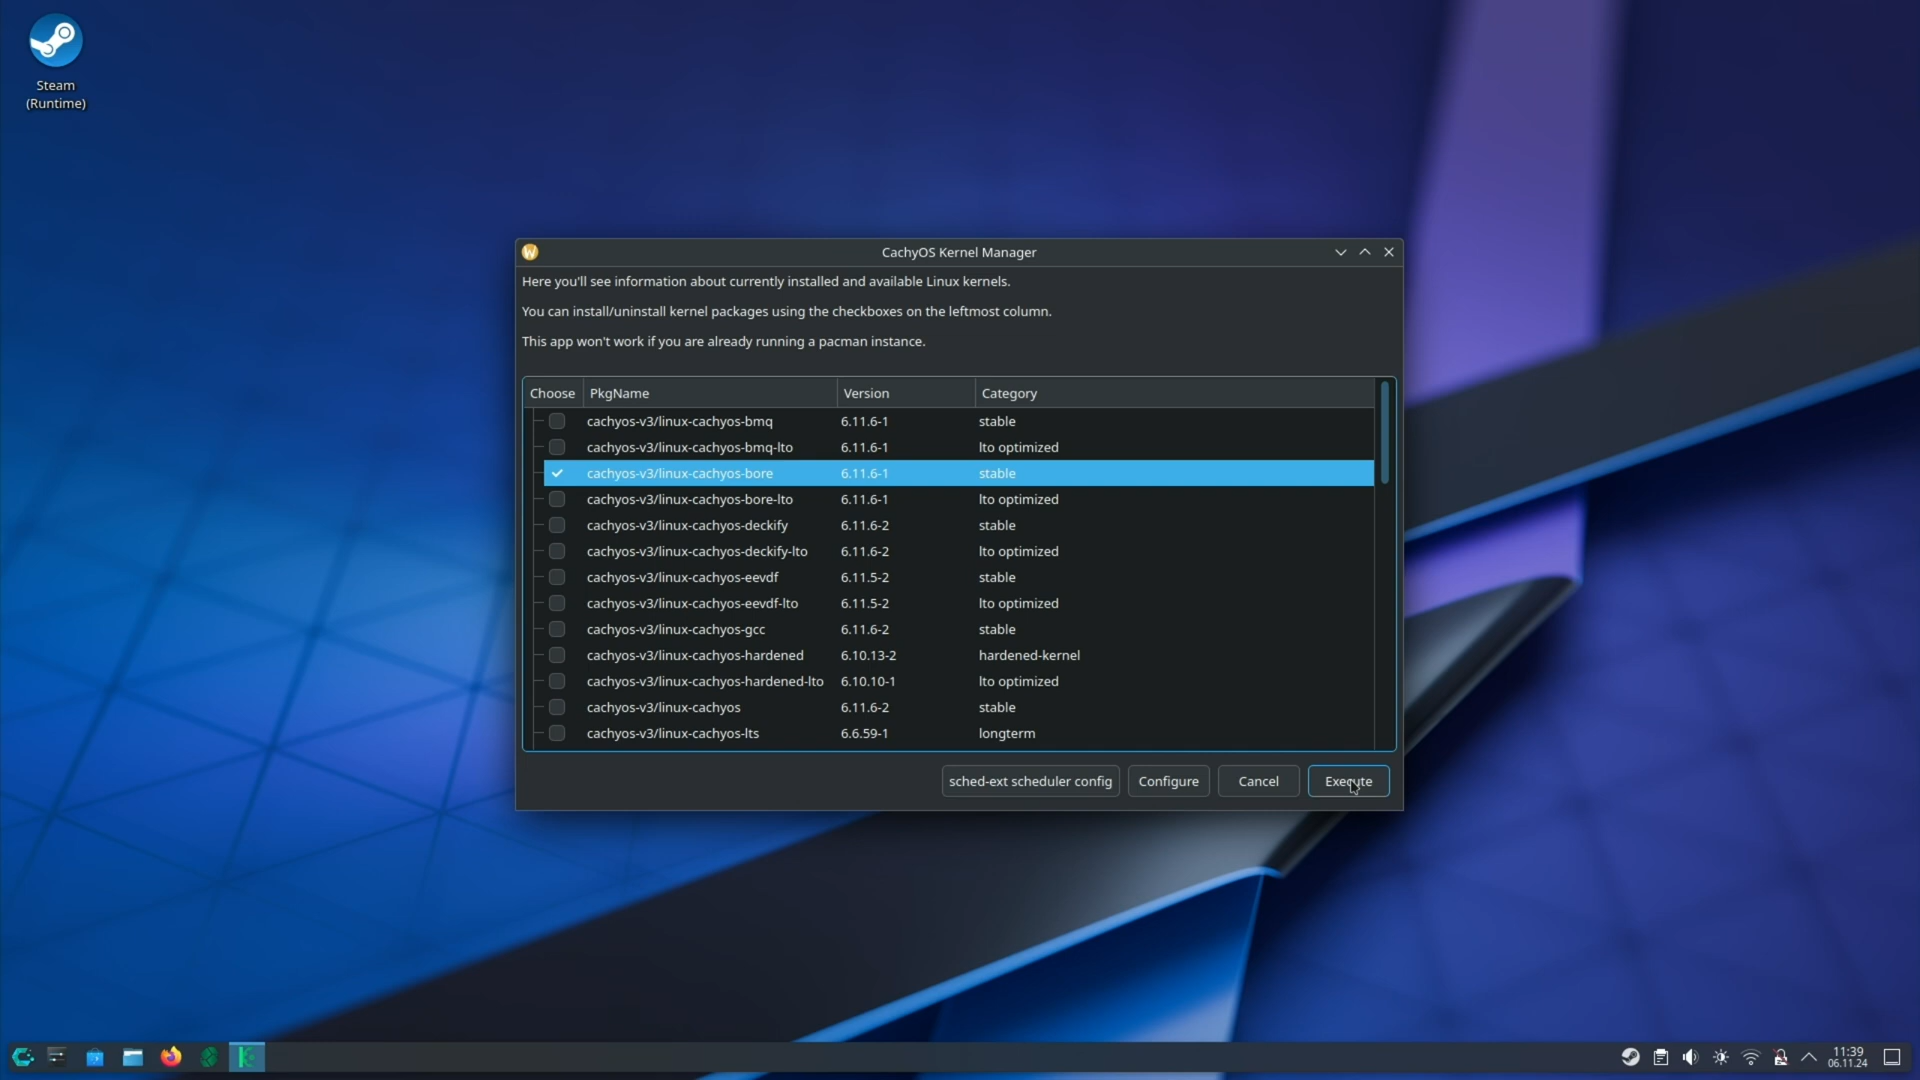 Steam
(Runtime)
CachyOS Kernel Manager
Here you'll see information about currently installed and available Linux kernels.
You can install/uninstall kernel packages using the checkboxes on the leftmost column.
This app won't work if you are already running a pacman instance.
Choose PkgName Version Category
cachyos-v3/linux-cachyos-bmq 6.11.6-1 stable
cachyos-v3/linux-cachyos-bmq-lto 6.11.6-1 lto optimized
cachyos-v3/linux-cachyos-bore 6.11.6-1 stable
cachyos-v3/linux-cachyos-bore-lto 6.11.6-1 lto optimized
cachyos-v3/linux-cachyos-deckify 6.11.6-2 stable
cachyos-v3/linux-cachyos-deckify-lto 6.11.6-2 lto optimized
cachyos-v3/linux-cachyos-eevdf 6.11.5-2 stable
cachyos-v3/linux-cachyos-eevdf-lto 6.11.5-2 lto optimized
cachyos-v3/linux-cachyos-gcc 6.11.6-2 stable
cachyos-v3/linux-cachyos-hardened 6.10.13-2 hardened-kernel
cachyos-v3/linux-cachyos-hardened-lto 6.10.10-1 lto optimized
cachyos-v3/linux-cachyos 6.11.6-2 stable
cachyos-v3/linux-cachyos-lts 6.6.59-1 longterm
sched-ext scheduler config Configure Cancel Execute
11:39
06.11.24